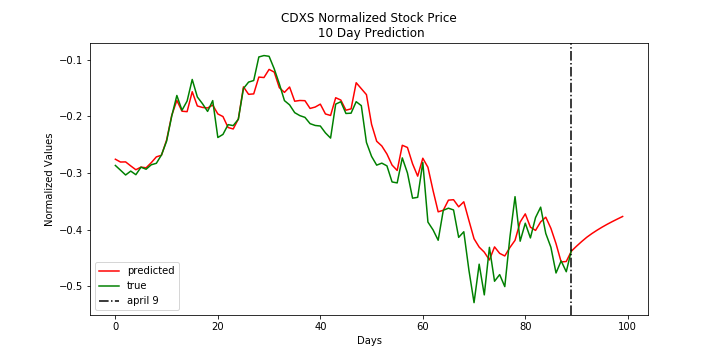 CDXS Normalized Stock Price
10 Day Prediction
Normalized Values
−0.1
−0.2
−0.3
−0.4
−0.5
predicted
true
april 9
0
20
40
60
80
100
Days